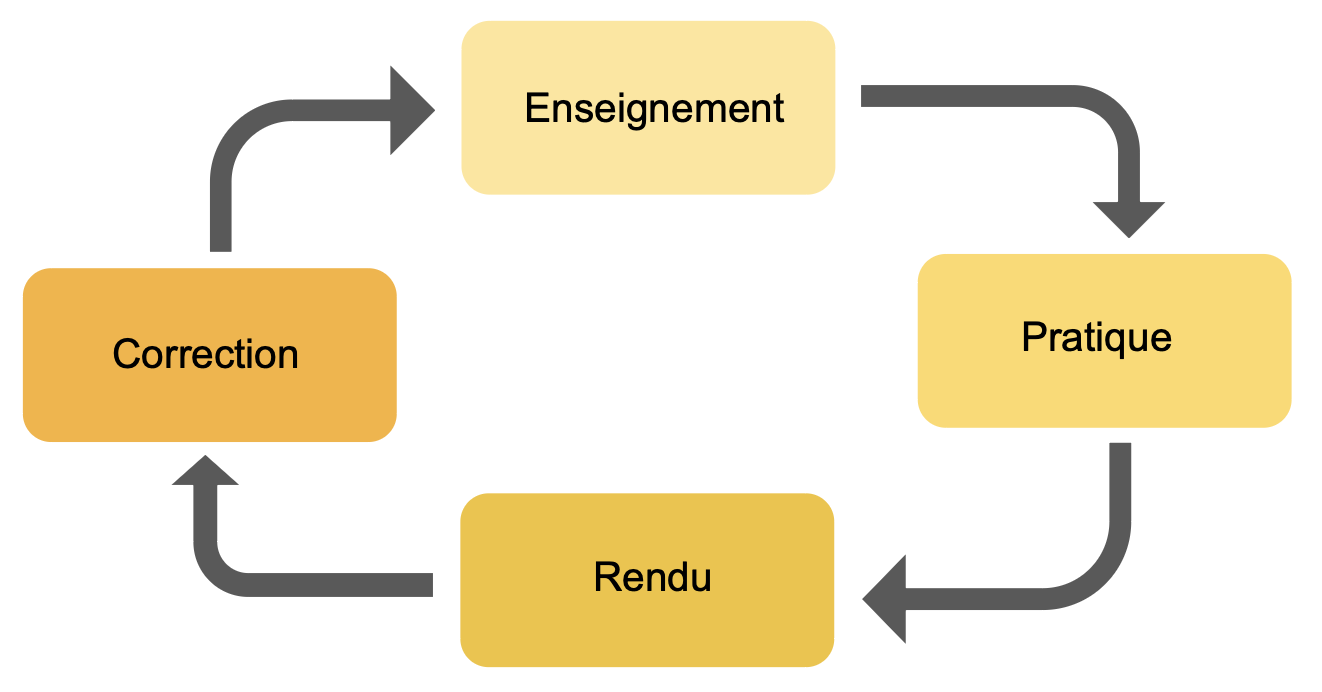 Enseignement
Pratique
Rendu
Correction